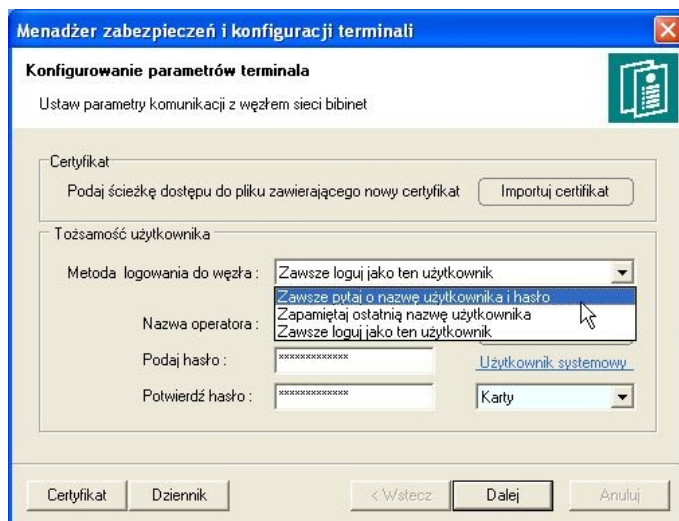 Menadżer zabezpieczeń i konfiguracji terminali
Konfigurowanie parametrów terminala
Ustaw parametry komunikacji z węzłem sieci bibinet
Certyfikat
Podaj ścieżkę dostępu do pliku zawierającego nowy certyfikat
Importuj certifikat
Tożsamość użytkownika
Metoda logowania do węzła :
Zawsze loguj jako ten użytkownik
Zawsze pytaj o nazwę użytkownika i hasło
Zapamiętaj ostatnią nazwę użytkownika
Zawsze loguj jako ten użytkownik
Nazwa operatora :
Podaj hasło :
*************
Użytkownik systemowy
Potwierdź hasło :
*************
Karty
Certyfikat
Dziennik
< Wstecz
Dalej
Anuluj